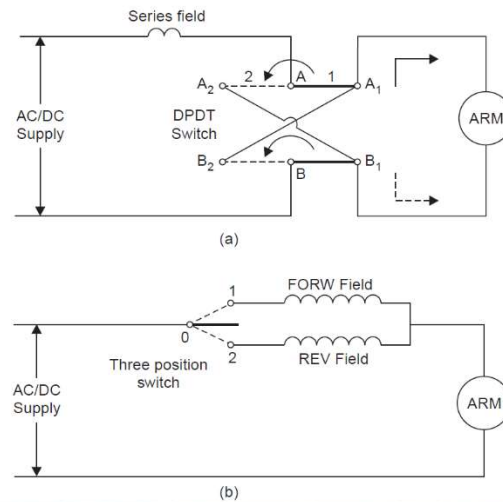 Series field
2
A
1
A2
A1
AC/DC
Supply
DPDT
Switch
ARM
B2
B
B1
(a)
1
FORW Field
0
2
REV Field
Three position
switch
AC/DC
Supply
ARM
(b)